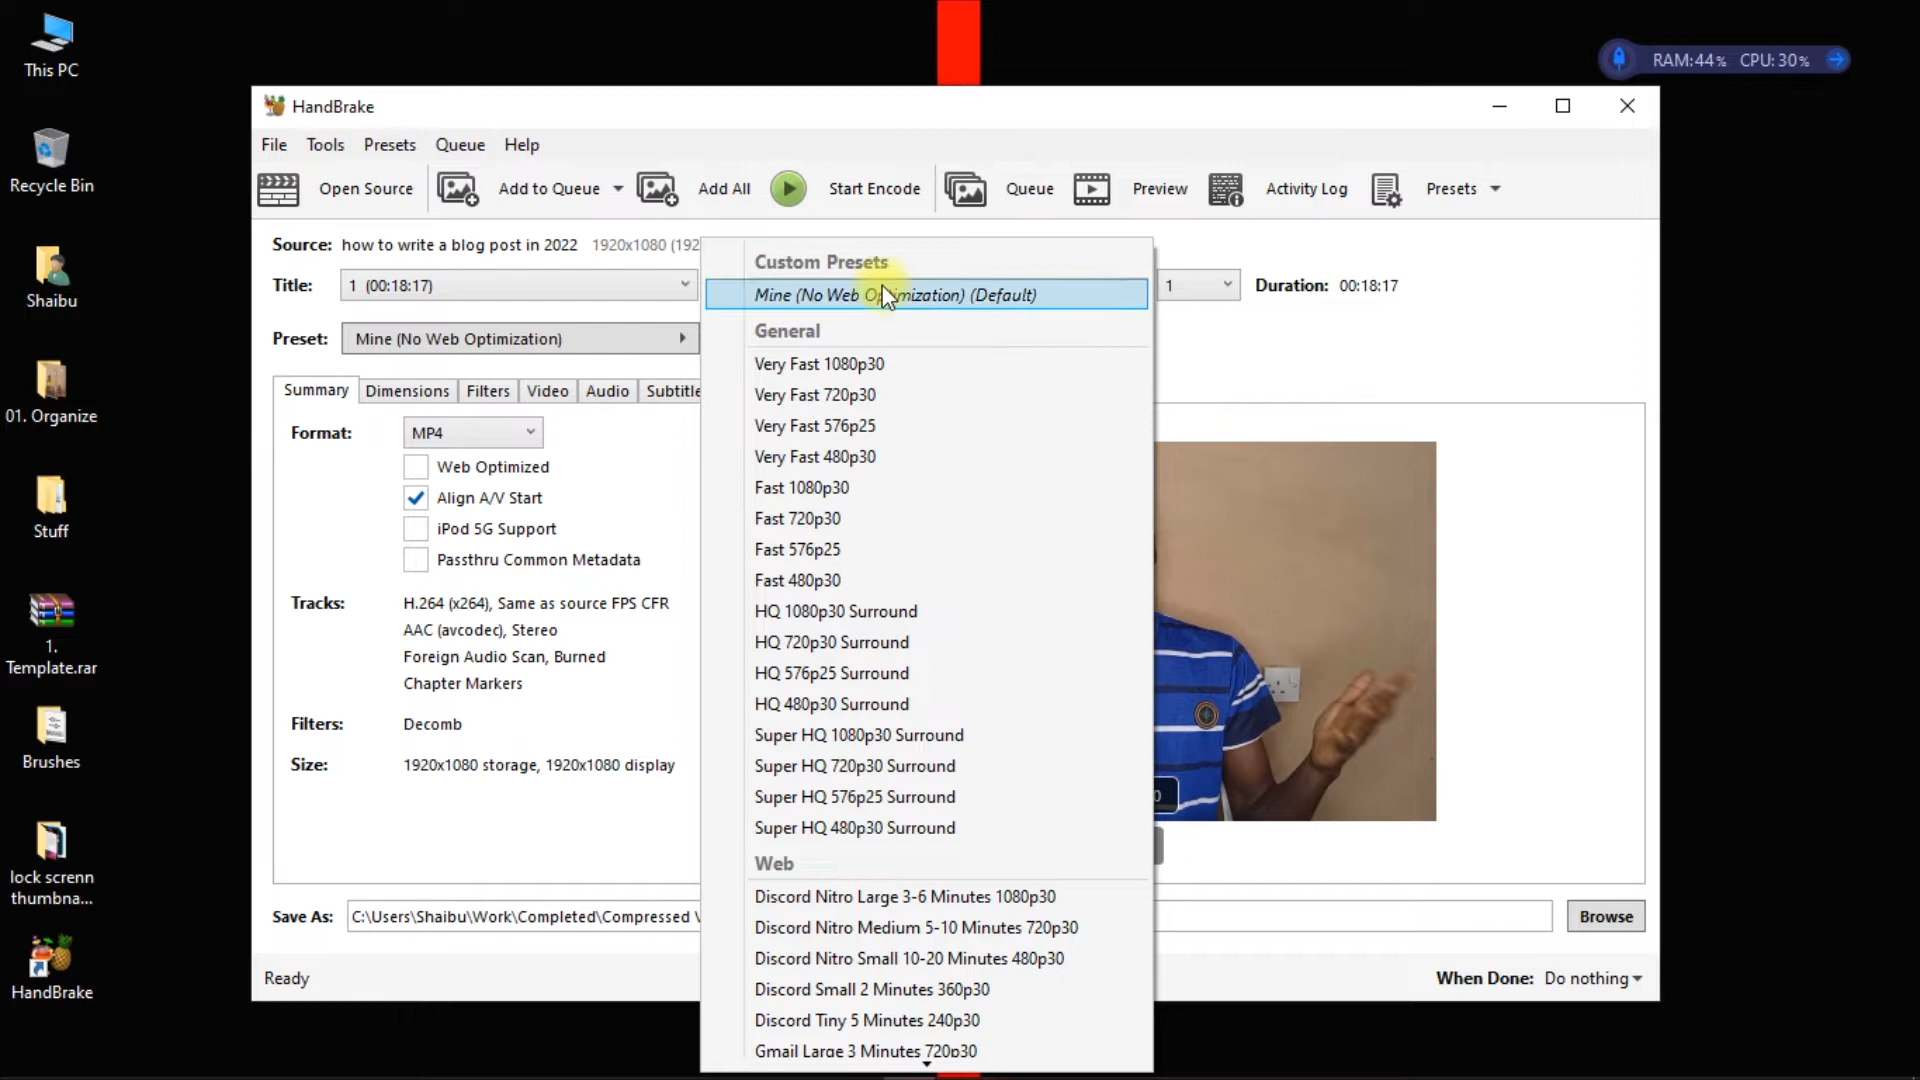 This PC
Recycle Bin
Shaibu
01. Organize
Stuff
1.
Template.rar
Brushes
lock screnn
thumbna...
HandBrake
RAM:44% CPU: 30%
HandBrake
File Tools Presets Queue Help
Open Source Add to Queue Add All Start Encode Queue Preview Activity Log Presets
Source: how to write a blog post in 2022 1920x1080 (192
Title: 1 (00:18:17) 1 Duration: 00:18:17
Preset: Mine (No Web Optimization)
Summary Dimensions Filters Video Audio Subtitle
Format: MP4
Web Optimized
Align A/V Start
iPod 5G Support
Passthru Common Metadata
Tracks: H.264 (x264), Same as source FPS CFR
AAC (avcodec), Stereo
Foreign Audio Scan, Burned
Chapter Markers
Filters: Decomb
Size: 1920x1080 storage, 1920x1080 display
Custom Presets
Mine (No Web Optimization) (Default)
General
Very Fast 1080p30
Very Fast 720p30
Very Fast 576p25
Very Fast 480p30
Fast 1080p30
Fast 720p30
Fast 576p25
Fast 480p30
HQ 1080p30 Surround
HQ 720p30 Surround
HQ 576p25 Surround
HQ 480p30 Surround
Super HQ 1080p30 Surround
Super HQ 720p30 Surround
Super HQ 576p25 Surround
Super HQ 480p30 Surround
Web
Discord Nitro Large 3-6 Minutes 1080p30
Discord Nitro Medium 5-10 Minutes 720p30
Discord Nitro Small 10-20 Minutes 480p30
Discord Small 2 Minutes 360p30
Discord Tiny 5 Minutes 240p30
Gmail Large 3 Minutes 720p30
Save As: C:\Users\Shaibu\Work\Completed\Compressed Browse
Ready When Done: Do nothing